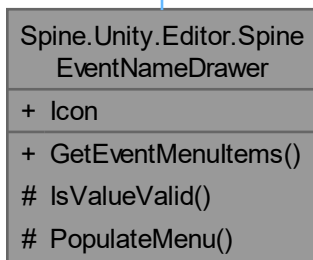 Spine.Unity.Editor.Spine
EventNameDrawer
+ Icon
+ GetEventMenuItems()
# IsValueValid()
# PopulateMenu()